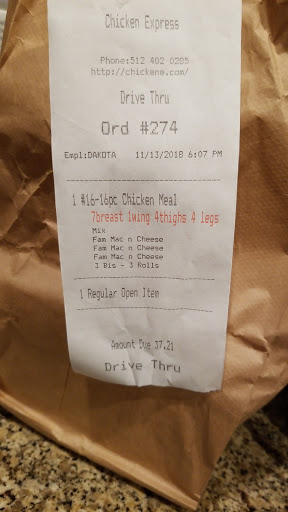 Chicken Express
Phone:512 402 0285
http://chickene.com/
Drive Thru
Ord #274
Empl:DAKOTA 11/13/2018 6:07 PM
1 #16-16pc Chicken Meal
7breast 1wing 4thighs 4 legs
Mix
Fam Mac n Cheese
Fam Mac n Cheese
Fam Mac n Cheese
3 Bis - 3 Rolls
1 Regular Open Item
Amount Due 37.21
Drive Thru